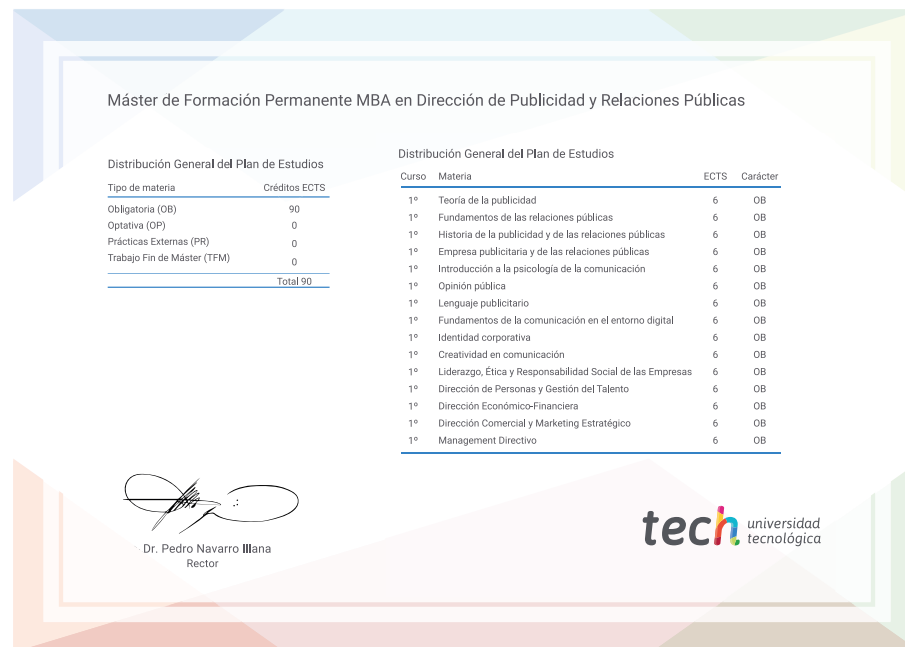 Máster de Formación Permanente MBA en Dirección de Publicidad y Relaciones Públicas
Distribución General del Plan de Estudios
Tipo de materia Créditos ECTS
Obligatoria (OB) 90
Optativa (OP) 0
Prácticas Externas (PR) 0
Trabajo Fin de Máster (TFM) 0
Total 90
Distribución General del Plan de Estudios
Curso Materia ECTS Carácter
1º Teoría de la publicidad 6 OB
1º Fundamentos de las relaciones públicas 6 OB
1º Historia de la publicidad y de las relaciones públicas 6 OB
1º Empresa publicitaria y de las relaciones públicas 6 OB
1º Introducción a la psicología de la comunicación 6 OB
1º Opinión pública 6 OB
1º Lenguaje publicitario 6 OB
1º Fundamentos de la comunicación en el entorno digital 6 OB
1º Identidad corporativa 6 OB
1º Creatividad en comunicación 6 OB
1º Liderazgo, Ética y Responsabilidad Social de las Empresas 6 OB
1º Dirección de Personas y Gestión del Talento 6 OB
1º Dirección Económico-Financiera 6 OB
1º Dirección Comercial y Marketing Estratégico 6 OB
1º Management Directivo 6 OB
Dr. Pedro Navarro Illana
Rector
tech universidad
tecnológica